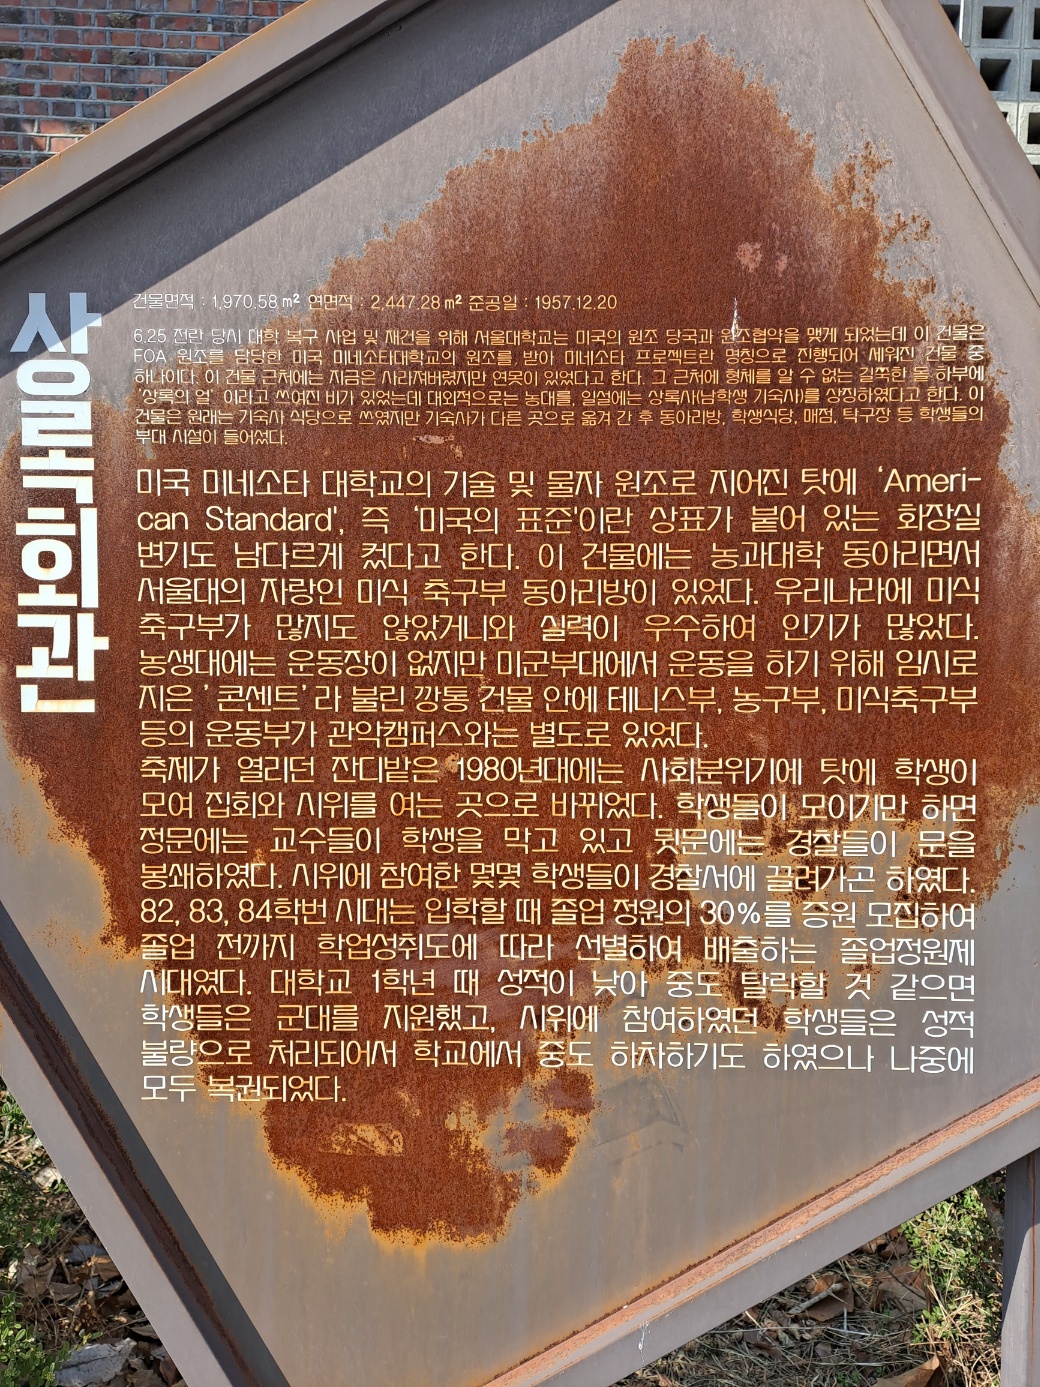 상록회관
건물면적 : 1,970.58㎡ 연면적 : 2,447.28㎡ 준공일 : 1957.12.20
6.25 전란 당시 대학 복구 사업 및 재건을 위해 서울대학교는 미국의 원조 당국과 원조협약을 맺게 되었는데 이 건물은
FOA 원조를 담당한 미국 미네소타대학교의 원조를 받아 미네소타 프로젝트란 명칭으로 진행되어 세워진 건물 중
하나이다. 이 건물 근처에는 지금은 사라져버렸지만 연못이 있었다고 한다. 그 근처에 형체를 알 수 없는 길쭉한 돌 하부에
'상록의 얼' 이라고 쓰여진 비가 있었는데 대외적으로는 농대를, 일설에는 상록사(남학생 기숙사)를 상징하였다고 한다. 이
건물은 원래는 기숙사 식당으로 쓰였지만 기숙사가 다른 곳으로 옮겨 간 후 동아리방, 학생식당, 매점, 탁구장 등 학생들의
부대 시설이 들어섰다.
미국 미네소타 대학교의 기술 및 물자 원조로 지어진 탓에 'Ameri-
can Standard', 즉 '미국의 표준'이란 상표가 붙어 있는 화장실
변기도 남다르게 컸다고 한다. 이 건물에는 농과대학 동아리면서
서울대의 자랑인 미식 축구부 동아리방이 있었다. 우리나라에 미식
축구부가 많지도 않았거니와 실력이 우수하여 인기가 많았다.
농생대에는 운동장이 없지만 미군부대에서 운동을 하기 위해 임시로
지은 ' 콘센트' 라 불린 깡통 건물 안에 테니스부, 농구부, 미식축구부
등의 운동부가 관악캠퍼스와는 별도로 있었다.
축제가 열리던 잔디밭은 1980년대에는 사회분위기에 탓에 학생이
모여 집회와 시위를 여는 곳으로 바뀌었다. 학생들이 모이기만 하면
정문에는 교수들이 학생을 막고 있고 뒷문에는 경찰들이 문을
봉쇄하였다. 시위에 참여한 몇몇 학생들이 경찰서에 끌려가곤 하였다.
82, 83, 84학번 시대는 입학할 때 졸업 정원의 30%를 증원 모집하여
졸업 전까지 학업성취도에 따라 선별하여 배출하는 졸업정원제
시대였다. 대학교 1학년 때 성적이 낮아 중도 탈락할 것 같으면
학생들은 군대를 지원했고, 시위에 참여하였던 학생들은 성적
불량으로 처리되어서 학교에서 중도 하차하기도 하였으나 나중에
모두 복권되었다.